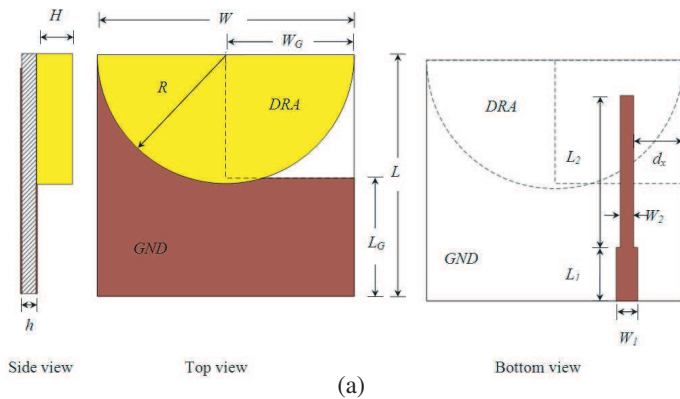 H
W
W_G
R
DRA
L
L_G
GND
h
DRA
L_2
d_x
W_2
GND
L_1
W_1
Side view
Top view
Bottom view
(a)